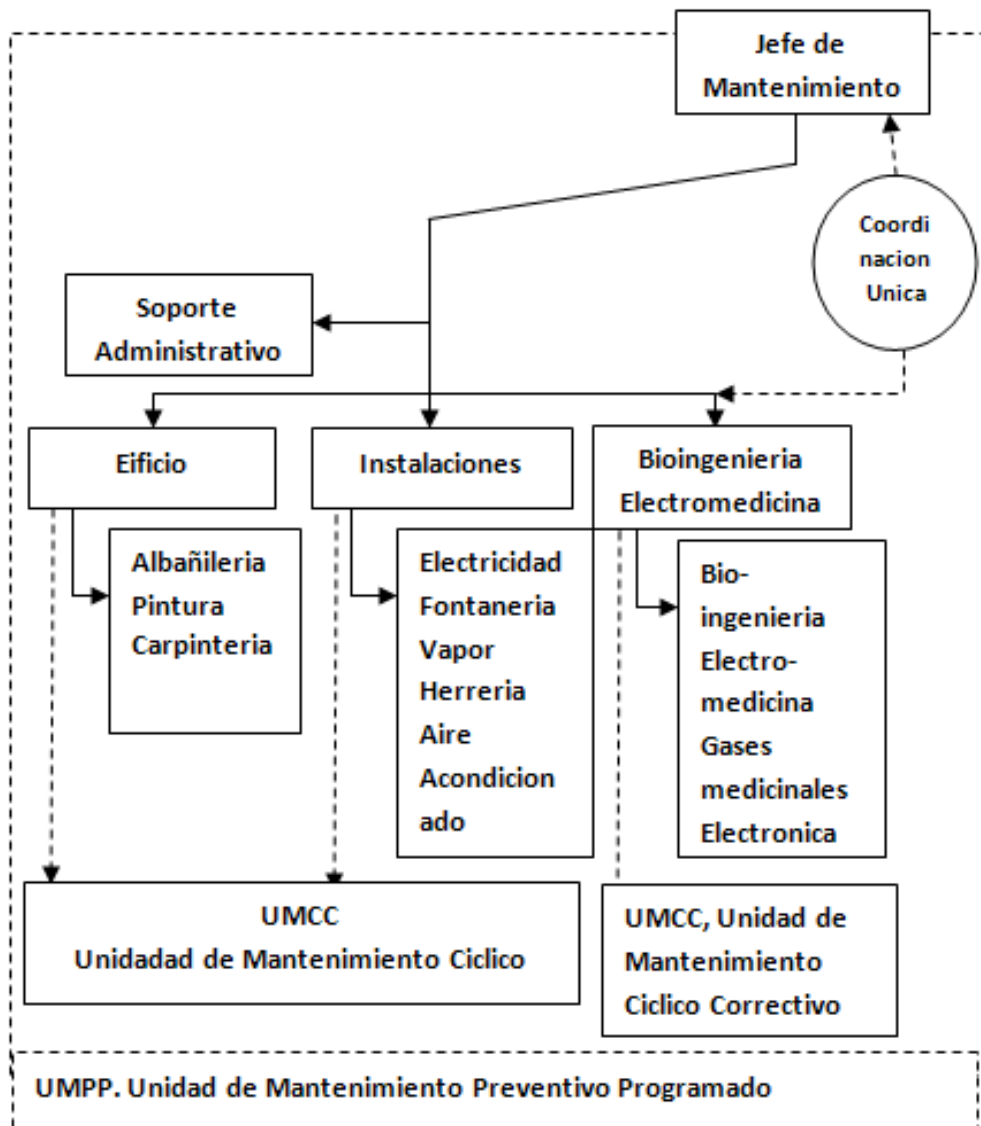 Jefe de
Mantenimiento
Coordi
nacion
Unica
Soporte
Administrativo
Eificio
Instalaciones
Bioingenieria
Electromedicina
Albañileria
Pintura
Carpinteria
Electricidad
Fontaneria
Vapor
Herreria
Aire
Acondicion
ado
Bio-
ingenieria
Electro-
medicina
Gases
medicinales
Electronica
UMCC
Unidadad de Mantenimiento Ciclico
UMCC, Unidad de
Mantenimiento
Ciclico Correctivo
UMPP. Unidad de Mantenimiento Preventivo Programado